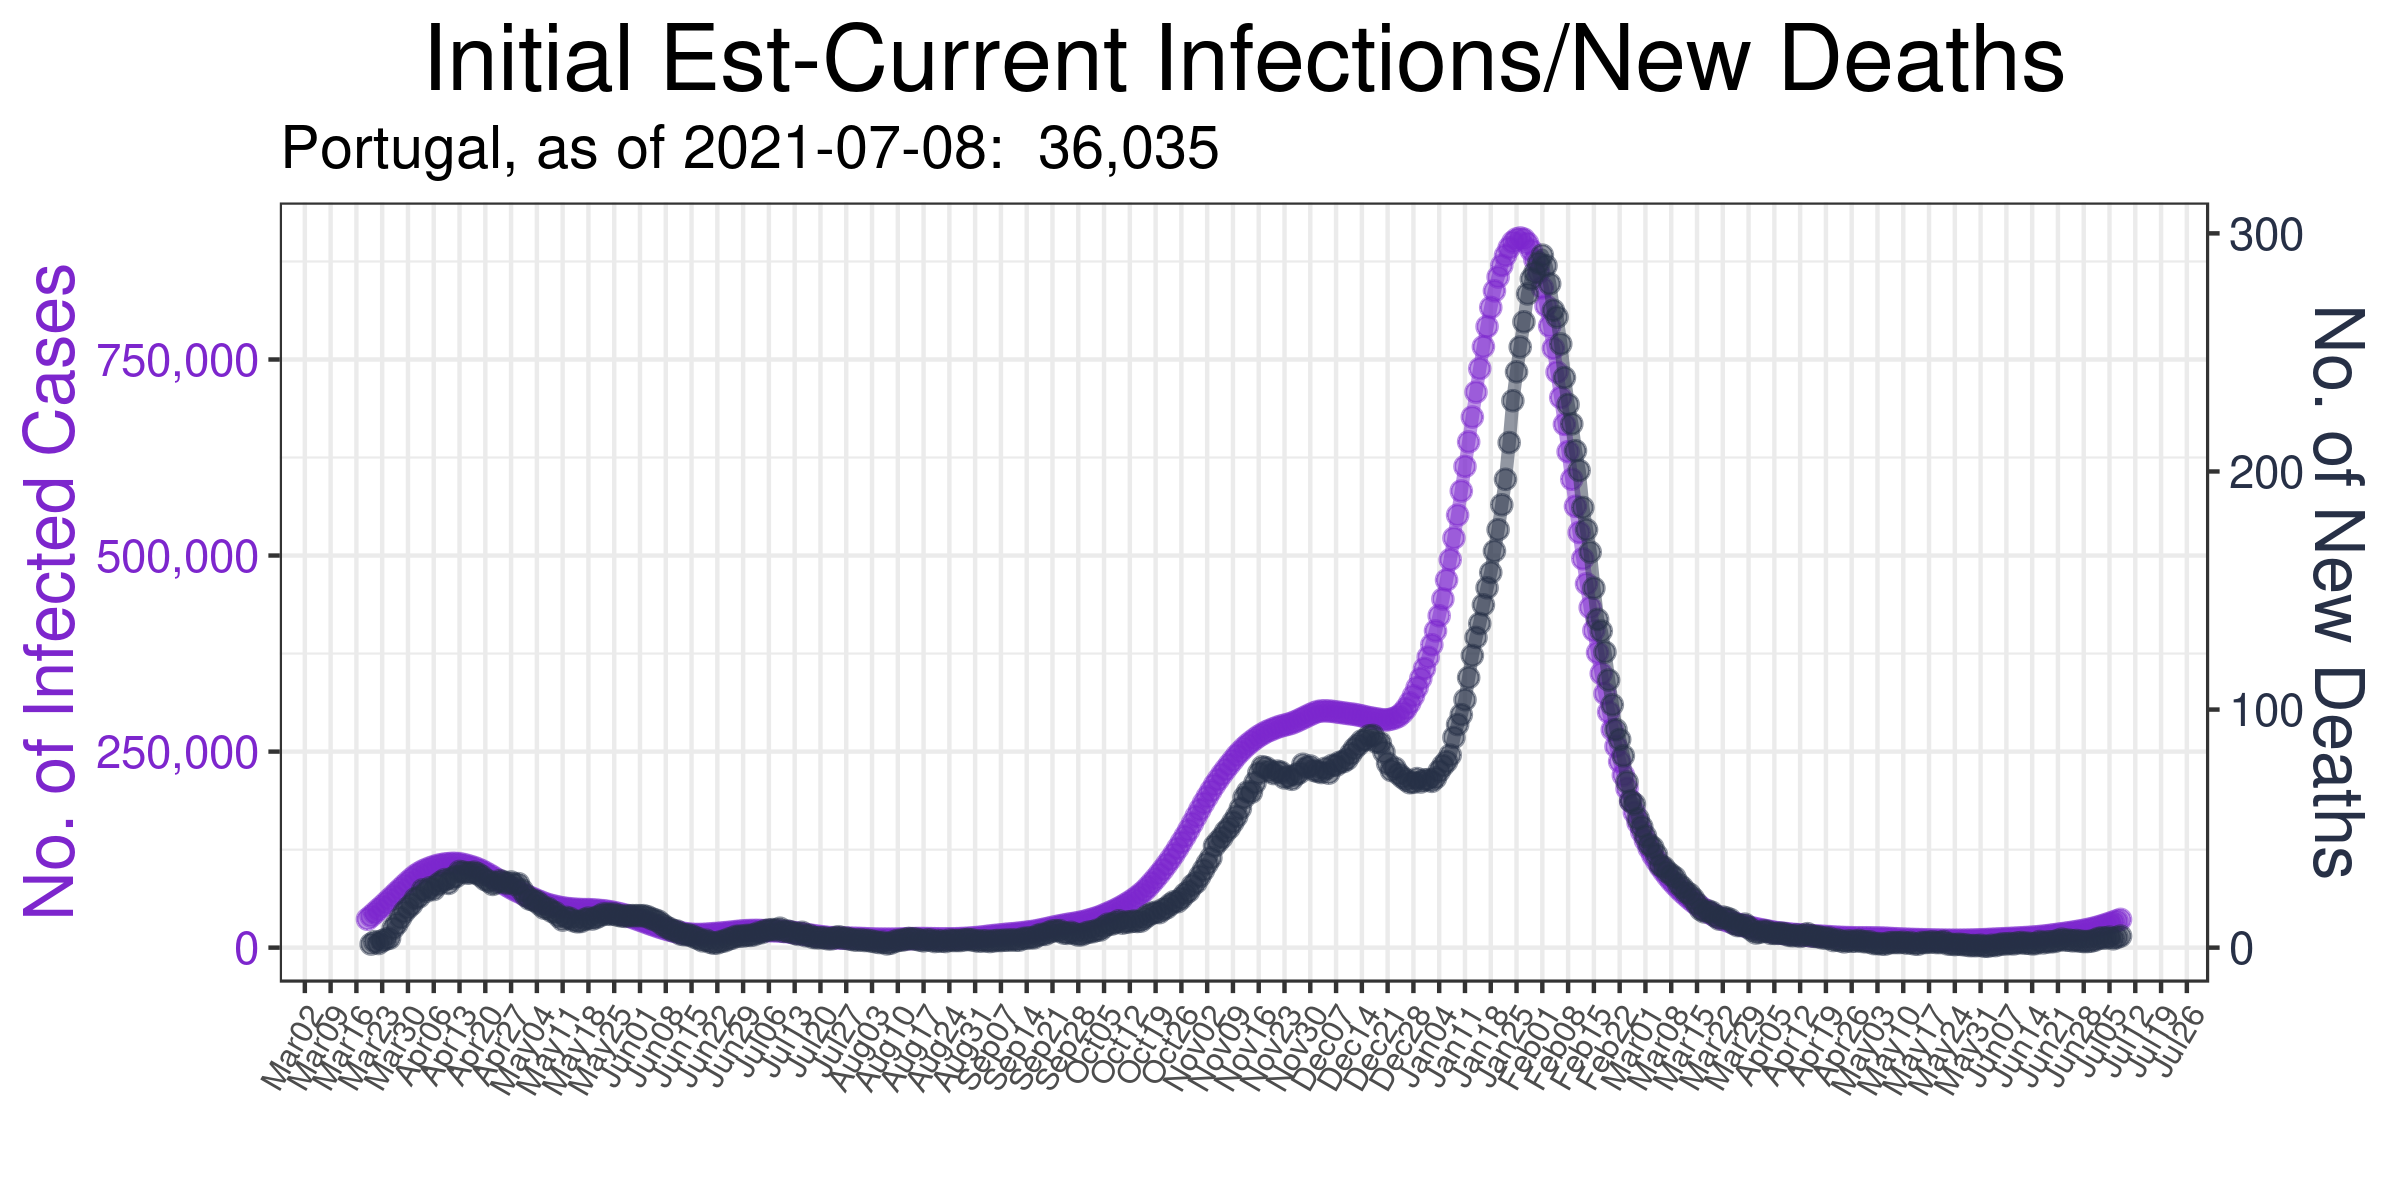 Initial Est-Current Infections/New Deaths
Portugal, as of 2021-07-08: 36,035
No. of Infected Cases
750,000
500,000
250,000
0
300
200
100
0
No. of New Deaths
Mar02
Mar09
Mar16
Mar23
Mar30
Apr06
Apr13
Apr20
Apr27
May04
May11
May18
May25
Jun01
Jun08
Jun15
Jun22
Jun29
Jul06
Jul13
Jul20
Jul27
Aug03
Aug10
Aug17
Aug24
Aug31
Sep07
Sep14
Sep21
Sep28
Oct05
Oct12
Oct19
Oct26
Nov02
Nov09
Nov16
Nov23
Nov30
Dec07
Dec14
Dec21
Dec28
Jan04
Jan11
Jan18
Jan25
Feb01
Feb08
Feb15
Feb22
Mar01
Mar08
Mar15
Mar22
Mar29
Apr05
Apr12
Apr19
Apr26
May03
May10
May17
May24
May31
Jun07
Jun14
Jun21
Jun28
Jul05
Jul12
Jul19
Jul26